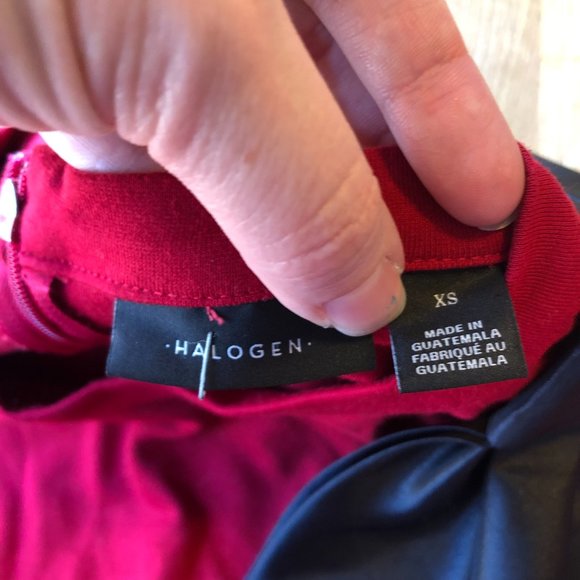 ·HALOGEN·
XS
MADE IN
GUATEMALA
FABRIQUÉ AU
GUATEMALA